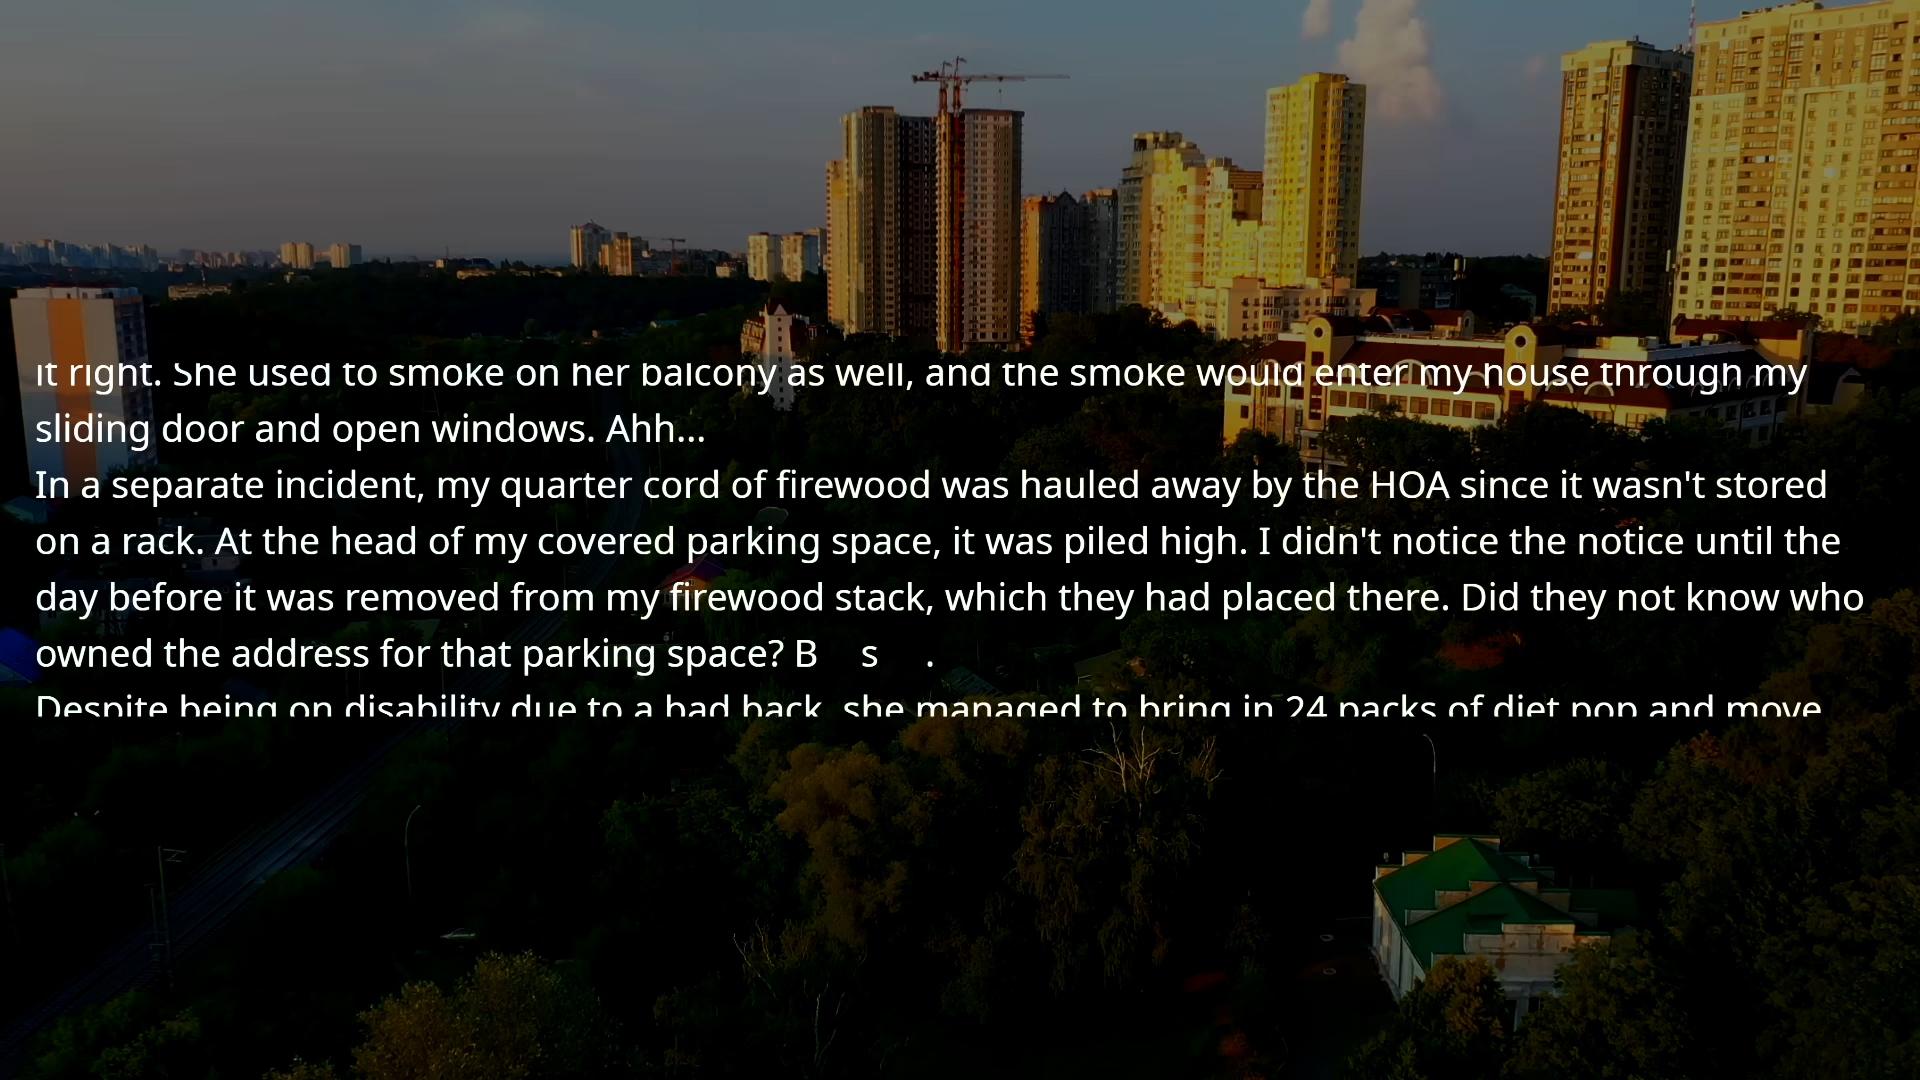 it right. She used to smoke on her balcony as well, and the smoke would enter my house through my
sliding door and open windows. Ahh...
In a separate incident, my quarter cord of firewood was hauled away by the HOA since it wasn't stored
on a rack. At the head of my covered parking space, it was piled high. I didn't notice the notice until the
day before it was removed from my firewood stack, which they had placed there. Did they not know who
owned the address for that parking space? B s .
Despite being on disability due to a bad back, she managed to bring in 24 packs of diet pop and move